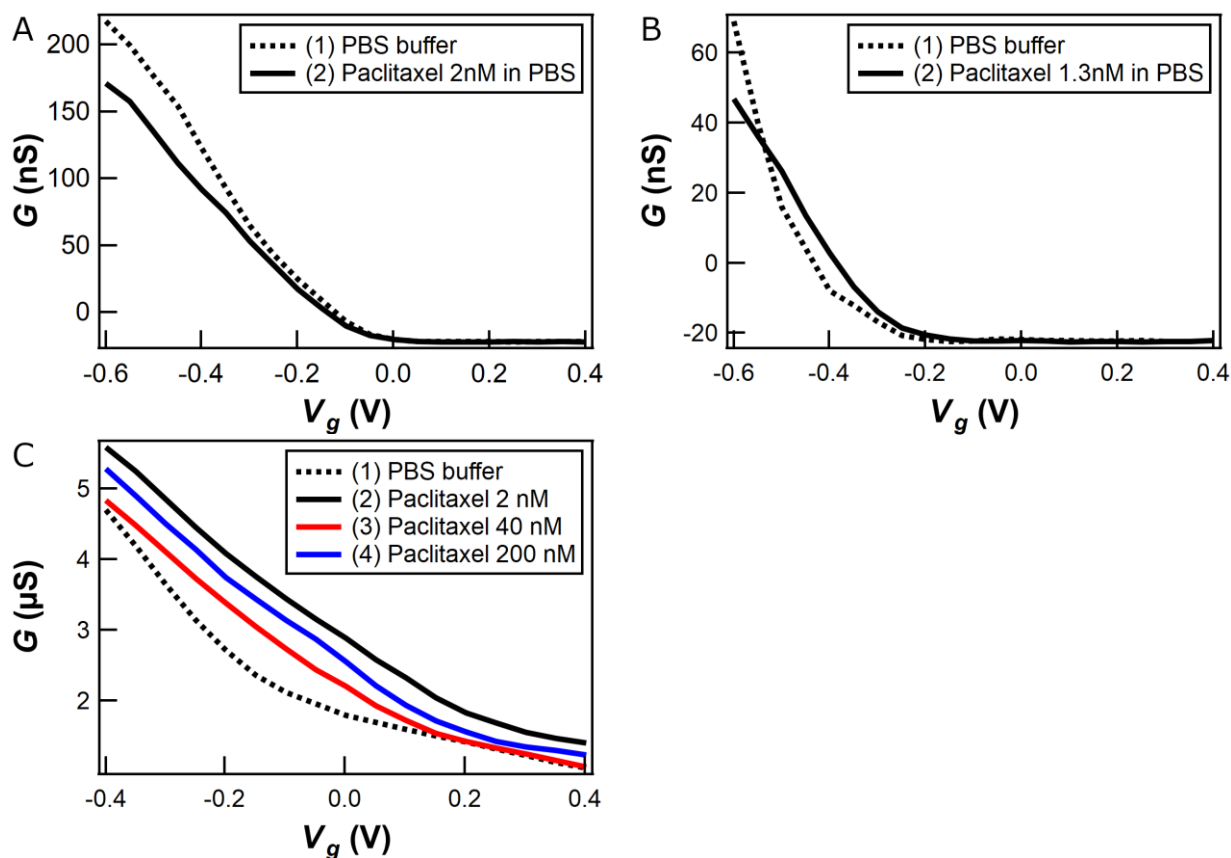 A
(1) PBS buffer
(2) Paclitaxel 2nM in PBS
G (nS)
200
150
100
50
0
-0.6 -0.4 -0.2 0.0 0.2 0.4
Vg (V)
B
(1) PBS buffer
(2) Paclitaxel 1.3nM in PBS
G (nS)
60
40
20
0
-20
-0.6 -0.4 -0.2 0.0 0.2 0.4
Vg (V)
C
(1) PBS buffer
(2) Paclitaxel 2 nM
(3) Paclitaxel 40 nM
(4) Paclitaxel 200 nM
G (µS)
5
4
3
2
-0.4 -0.2 0.0 0.2 0.4
Vg (V)